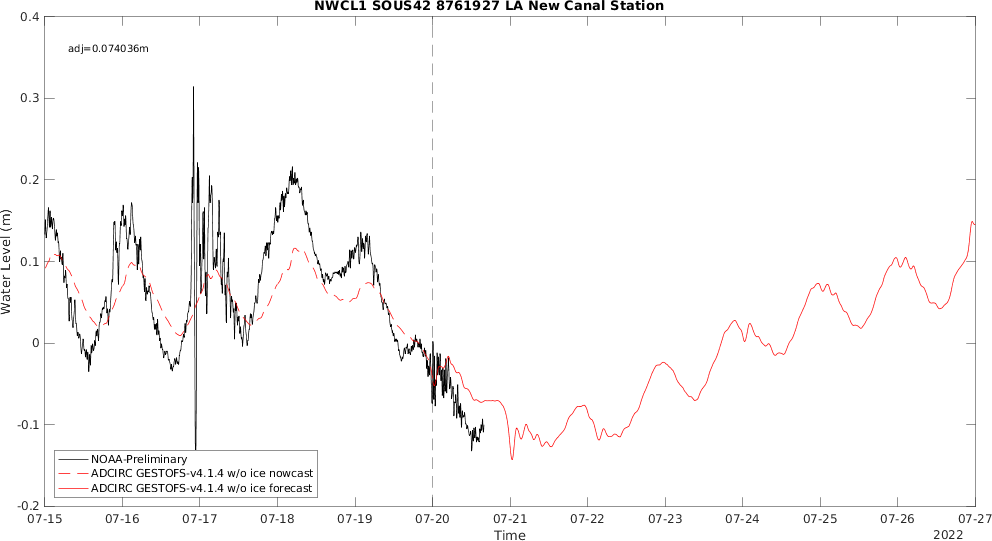 NWCL1 SOUS42 8761927 LA New Canal Station
adj=0.074036m
Water Level (m)
0.4
0.3
0.2
0.1
0
-0.1
-0.2
NOAA-Preliminary
ADCIRC GESTOFS-v4.1.4 w/o ice nowcast
ADCIRC GESTOFS-v4.1.4 w/o ice forecast
07-15 07-16 07-17 07-18 07-19 07-20 07-21 07-22 07-23 07-24 07-25 07-26 07-27
Time
2022